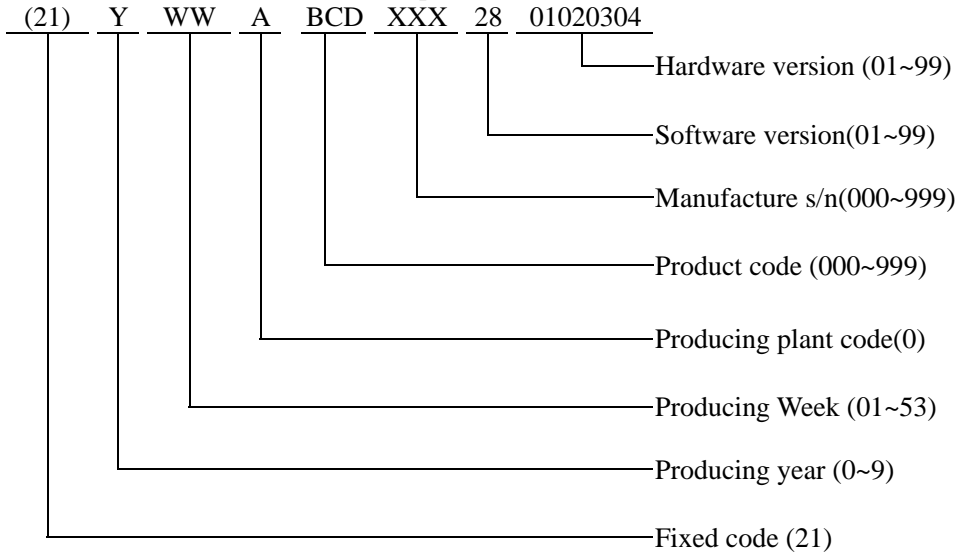 (21) Y WW A BCD XXX 28 01020304
Hardware version (01~99)
Software version(01~99)
Manufacture s/n(000~999)
Product code (000~999)
Producing plant code(0)
Producing Week (01~53)
Producing year (0~9)
Fixed code (21)